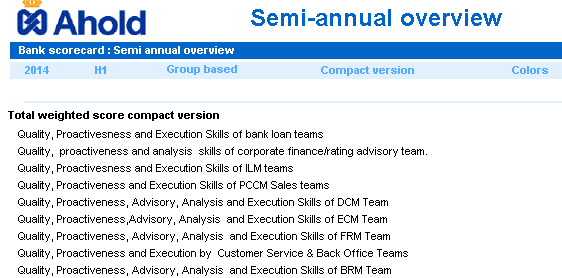 Ahold
Semi-annual overview
Bank scorecard : Semi annual overview
2014 H1 Group based Compact version Colors
Total weighted score compact version
Quality, Proactivesness and Execution Skills of bank loan teams
Quality, proactiveness and analysis skills of corporate finance/rating advisory team.
Quality, Proactivesness and Execution Skills of ILM teams
Quality, Proactiveness and Execution Skills of PCCM Sales teams
Quality, Proactiveness, Advisory, Analysis and Execution Skills of DCM Team
Quality, Proactiveness,Advisory, Analysis and Execution Skills of ECM Team
Quality, Proactiveness, Advisory, Analysis and Execution Skills of FRM Team
Quality, Proactiveness and Execution by Customer Service & Back Office Teams
Quality, Proactiveness, Advisory, Analysis, and Execution Skills of BRM Team